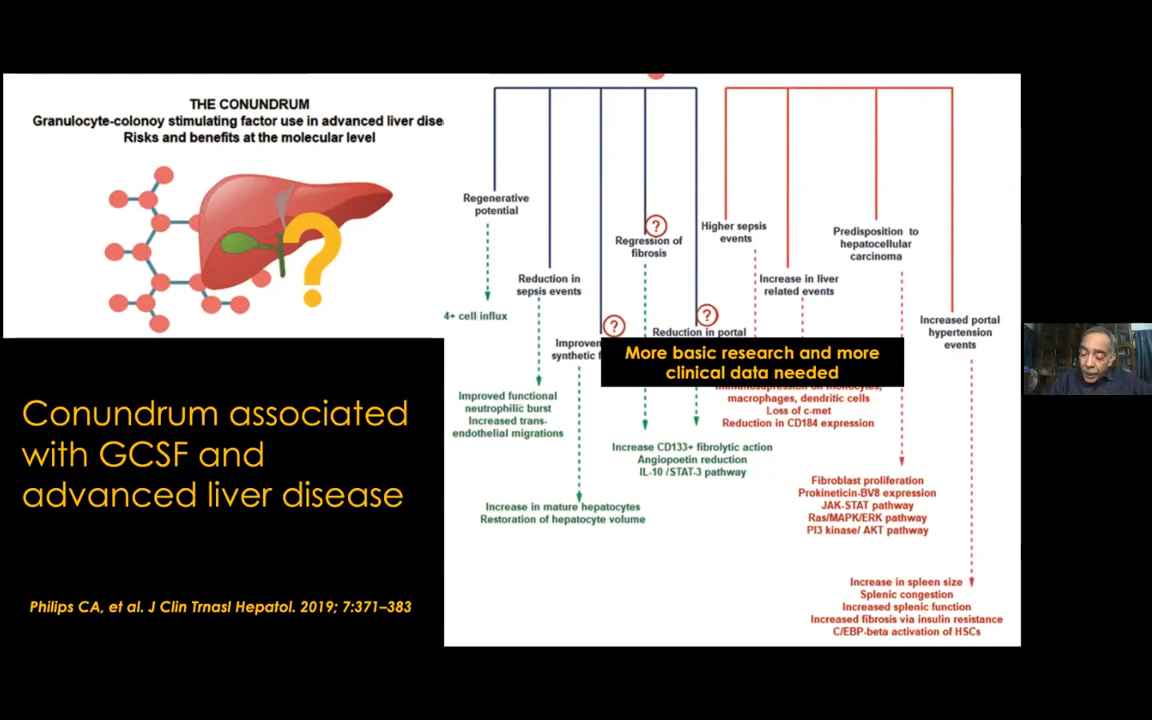 THE CONUNDRUM
Granulocyte-colonoy stimulating factor use in advanced liver dise
Risks and benefits at the molecular level
?
Conundrum associated
with GCSF and
advanced liver disease
Philips CA, et al. J Clin Trnasl Hepatol. 2019; 7:371–383
Regenerative
potential
4+ cell influx
Reduction in
sepsis events
Improved functional
neutrophilic burst
Increased trans-
endothelial migrations
?
Improven
synthetic f
Increase in mature hepatocytes
Restoration of hepatocyte volume
?
Regression of
fibrosis
?
Reduction in portal
Increase CD133+ fibrolytic action
Angiopoetin reduction
IL-10 /STAT-3 pathway
More basic research and more
clinical data needed
Higher sepsis
events
Increase in liver
related events
Immunosupression on monocytes,
macrophages, dendritic cells
Loss of c-met
Reduction in CD184 expression
Predisposition to
hepatocellular
carcinoma
Fibroblast proliferation
Prokineticin-BV8 expression
JAK-STAT pathway
Ras/MAPK/ERK pathway
PI3 kinase/ AKT pathway
Increased portal
hypertension
events
Increase in spleen size
Splenic congestion
Increased splenic function
Increased fibrosis via insulin resistance
C/EBP-beta activation of HSCs